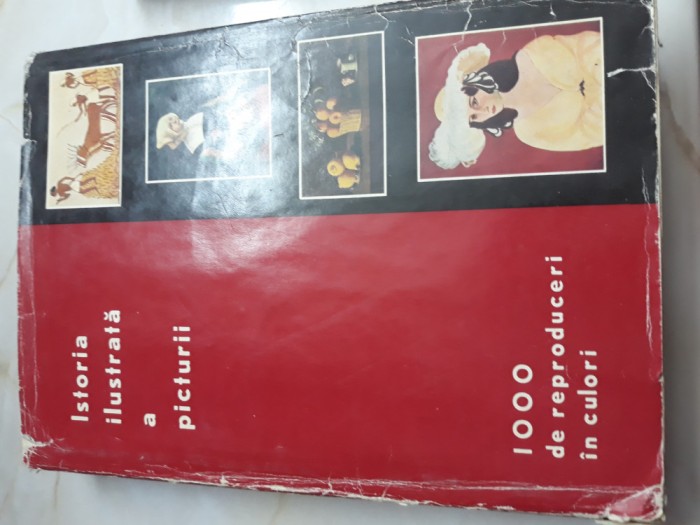 Istoria
ilustrată
a
picturii
1000
de reproduceri
în culori